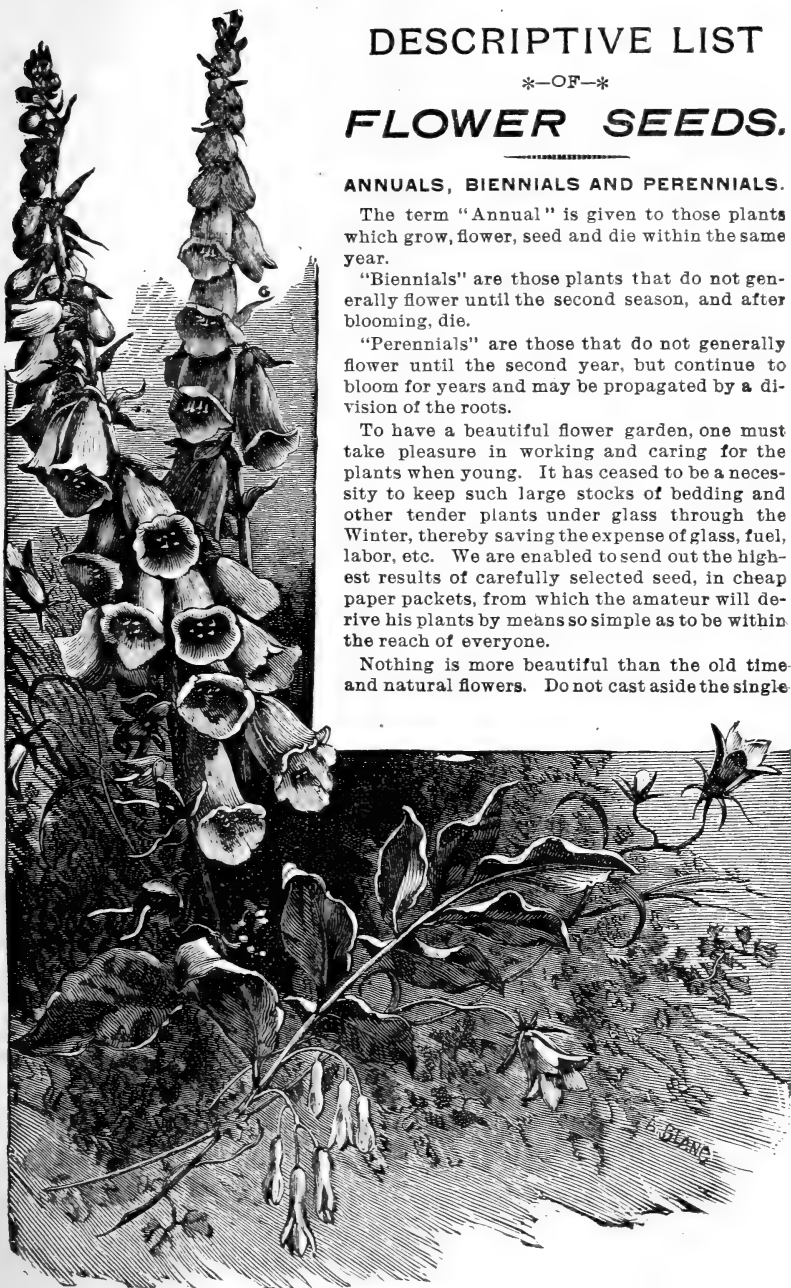 DESCRIPTIVE LIST
*—OF—*
FLOWER SEEDS.
ANNUALS, BIENNIALS AND PERENNIALS.
The term "Annual" is given to those plants
which grow, flower, seed and die within the same
year.
"Biennials" are those plants that do not gen-
erally flower until the second season, and after
blooming, die.
"Perennials" are those that do not generally
flower until the second year, but continue to
bloom for years and may be propagated by a di-
vision of the roots.
To have a beautiful flower garden, one must
take pleasure in working and caring for the
plants when young. It has ceased to be a neces-
sity to keep such large stocks of bedding and
other tender plants under glass through the
Winter, thereby saving the expense of glass, fuel,
labor, etc. We are enabled to send out the high-
est results of carefully selected seed, in cheap
paper packets, from which the amateur will de-
rive his plants by means so simple as to be within
the reach of everyone.
Nothing is more beautiful than the old time
and natural flowers. Do not cast aside the single
A. BLANC